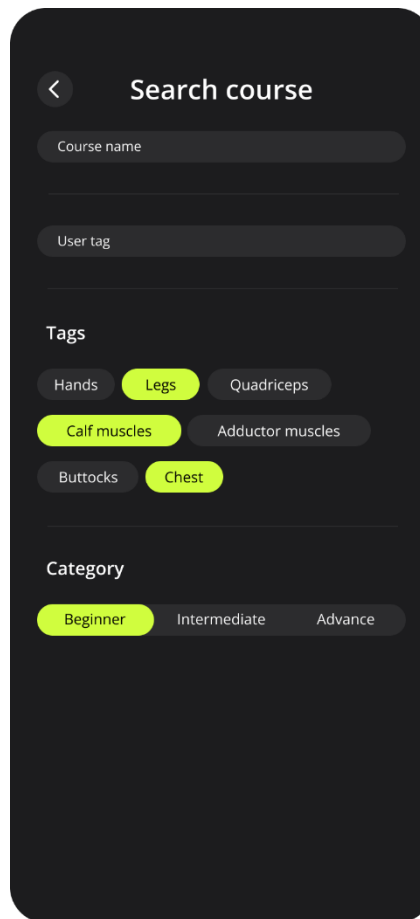 Search course
Course name
User tag
Tags
Hands Legs Quadriceps
Calf muscles Adductor muscles
Buttocks Chest
Category
Beginner Intermediate Advance